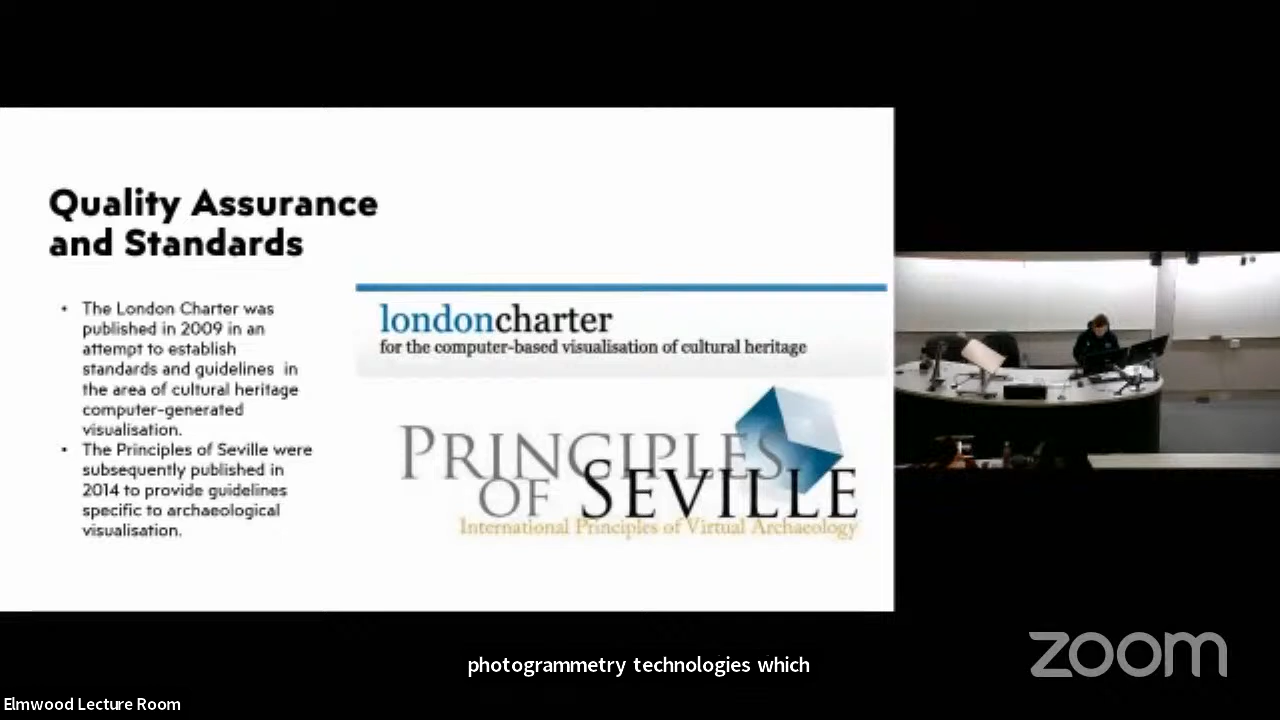 Quality Assurance
and Standards
• The London Charter was
published in 2009 in an
attempt to establish
standards and guidelines in
the area of cultural heritage
computer-generated
visualisation.
• The Principles of Seville were
subsequently published in
2014 to provide guidelines
specific to archaeological
visualisation.
londoncharter
for the computer-based visualisation of cultural heritage
PRINCIPLES
OF SEVILLE
International Principles of Virtual Archaeology
photogrammetry technologies which
zoom
Elmwood Lecture Room